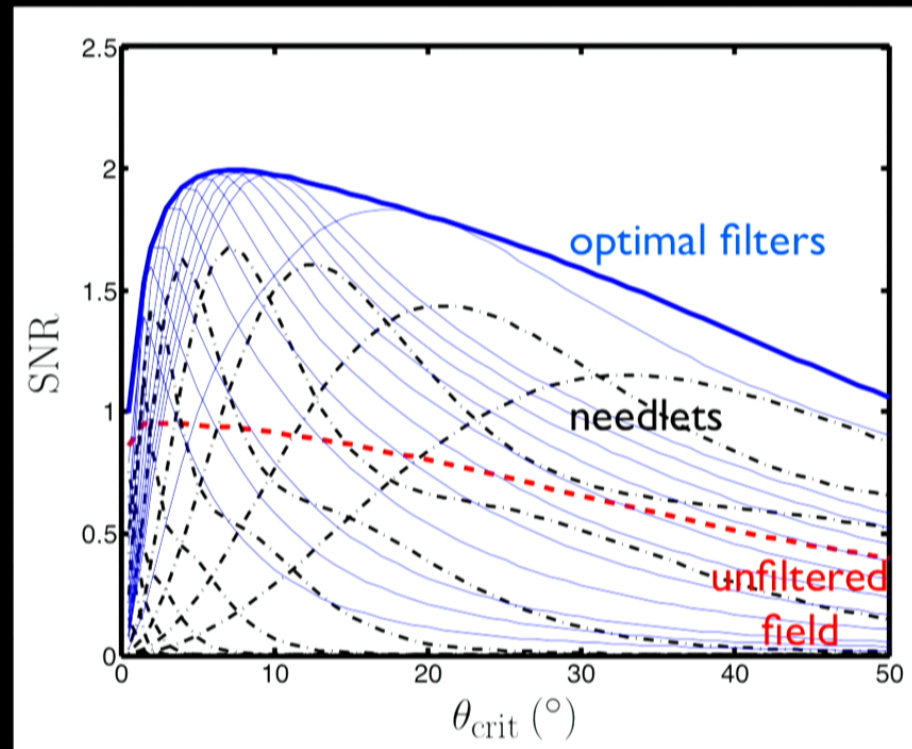 2.5
2
1.5
1
0.5
0
SNR
optimal filters
needlets
unfiltered
field
0 10 20 30 40 50
θcrit (°)